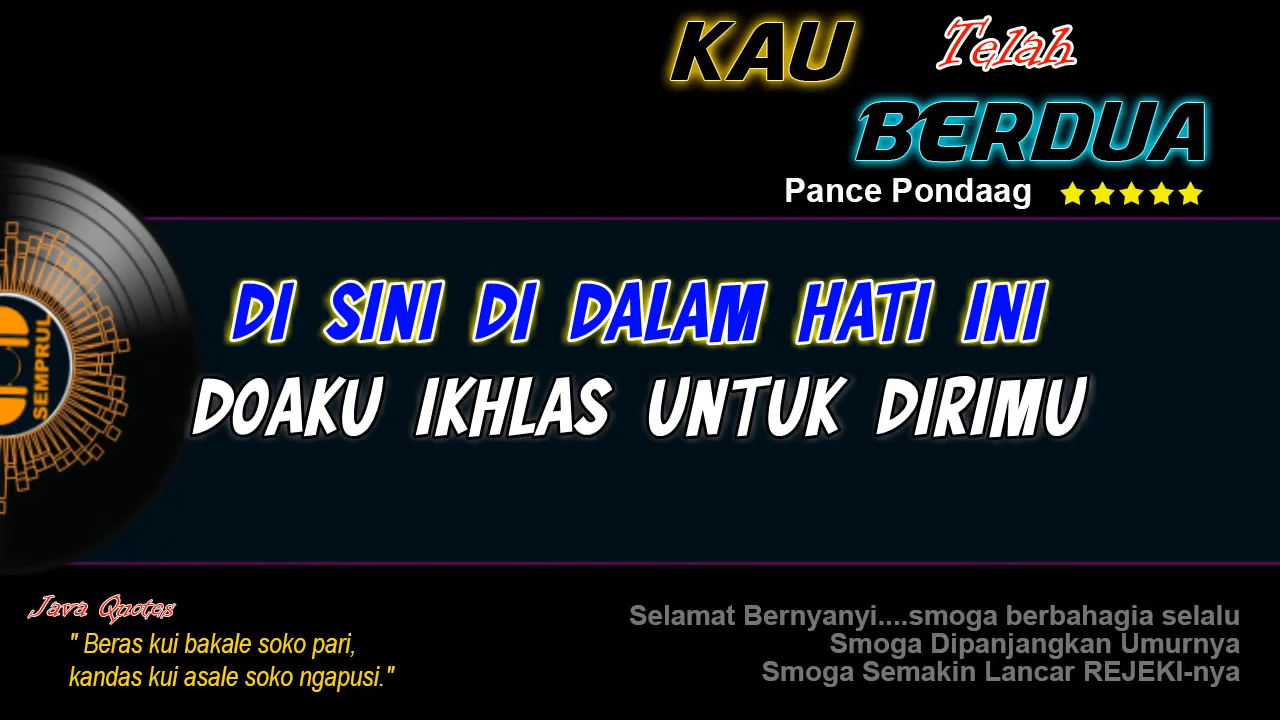 KAU Telah
BERDUA
Pance Pondaag
DI SINI DI DALAM HATI INI
DOAKU IKHLAS UNTUK DIRIMU
SEMPRUL
Java Quotes
" Beras kui bakale soko pari,
kandas kui asale soko ngapusi."
Selamat Bernyanyi....smoga berbahagia selalu
Smoga Dipanjangkan Umurnya
Smoga Semakin Lancar REJEKI-nya